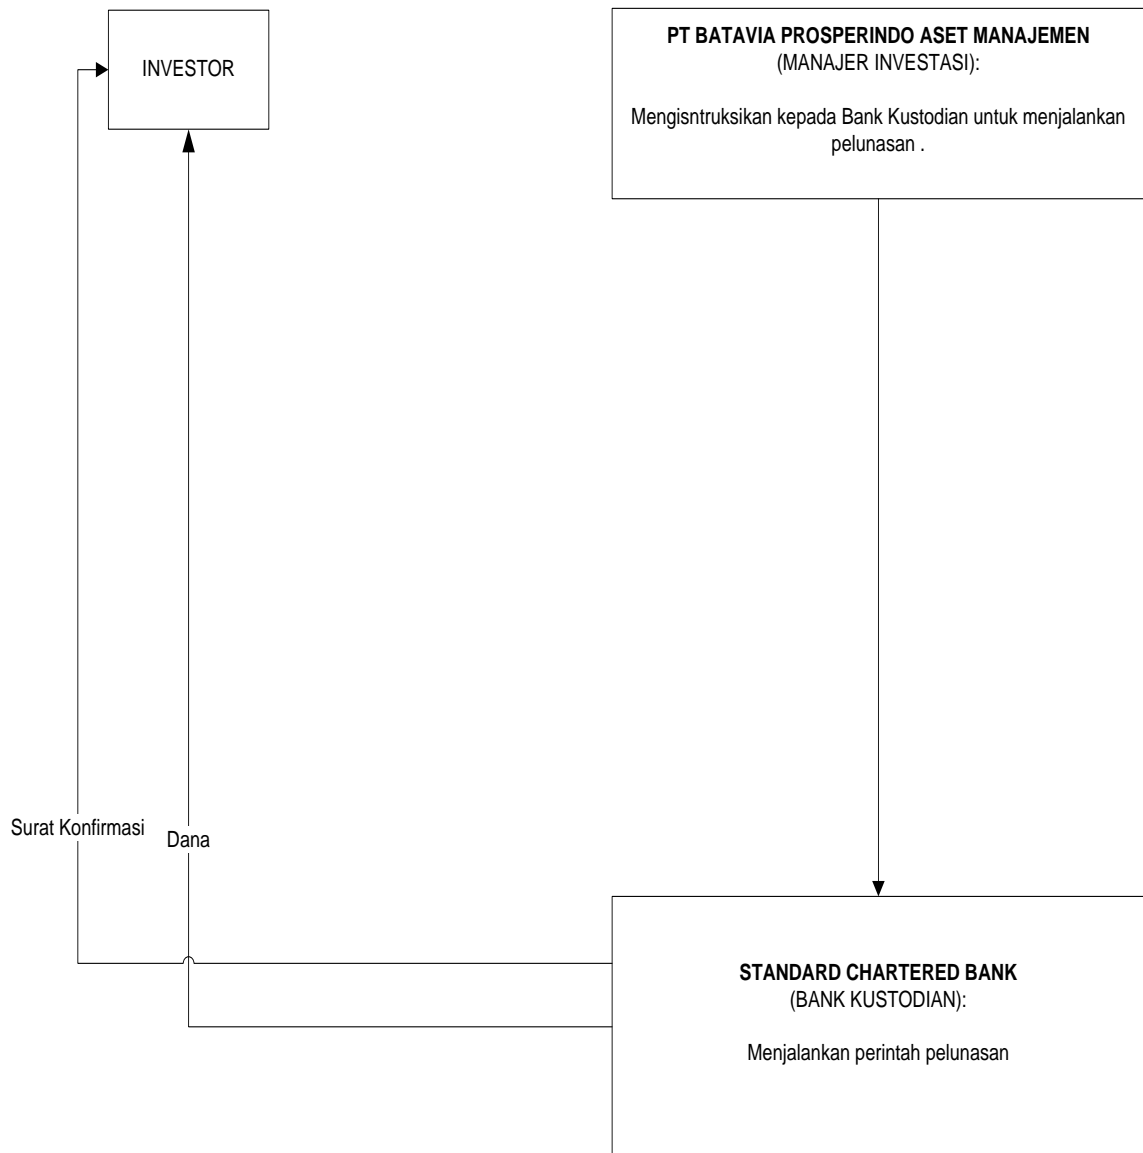 INVESTOR
PT BATAVIA PROSPERINDO ASET MANAJEMEN
(MANAJER INVESTASI):
Mengisntruksikan kepada Bank Kustodian untuk menjalankan
pelunasan .
Surat Konfirmasi
Dana
STANDARD CHARTERED BANK
(BANK KUSTODIAN):
Menjalankan perintah pelunasan